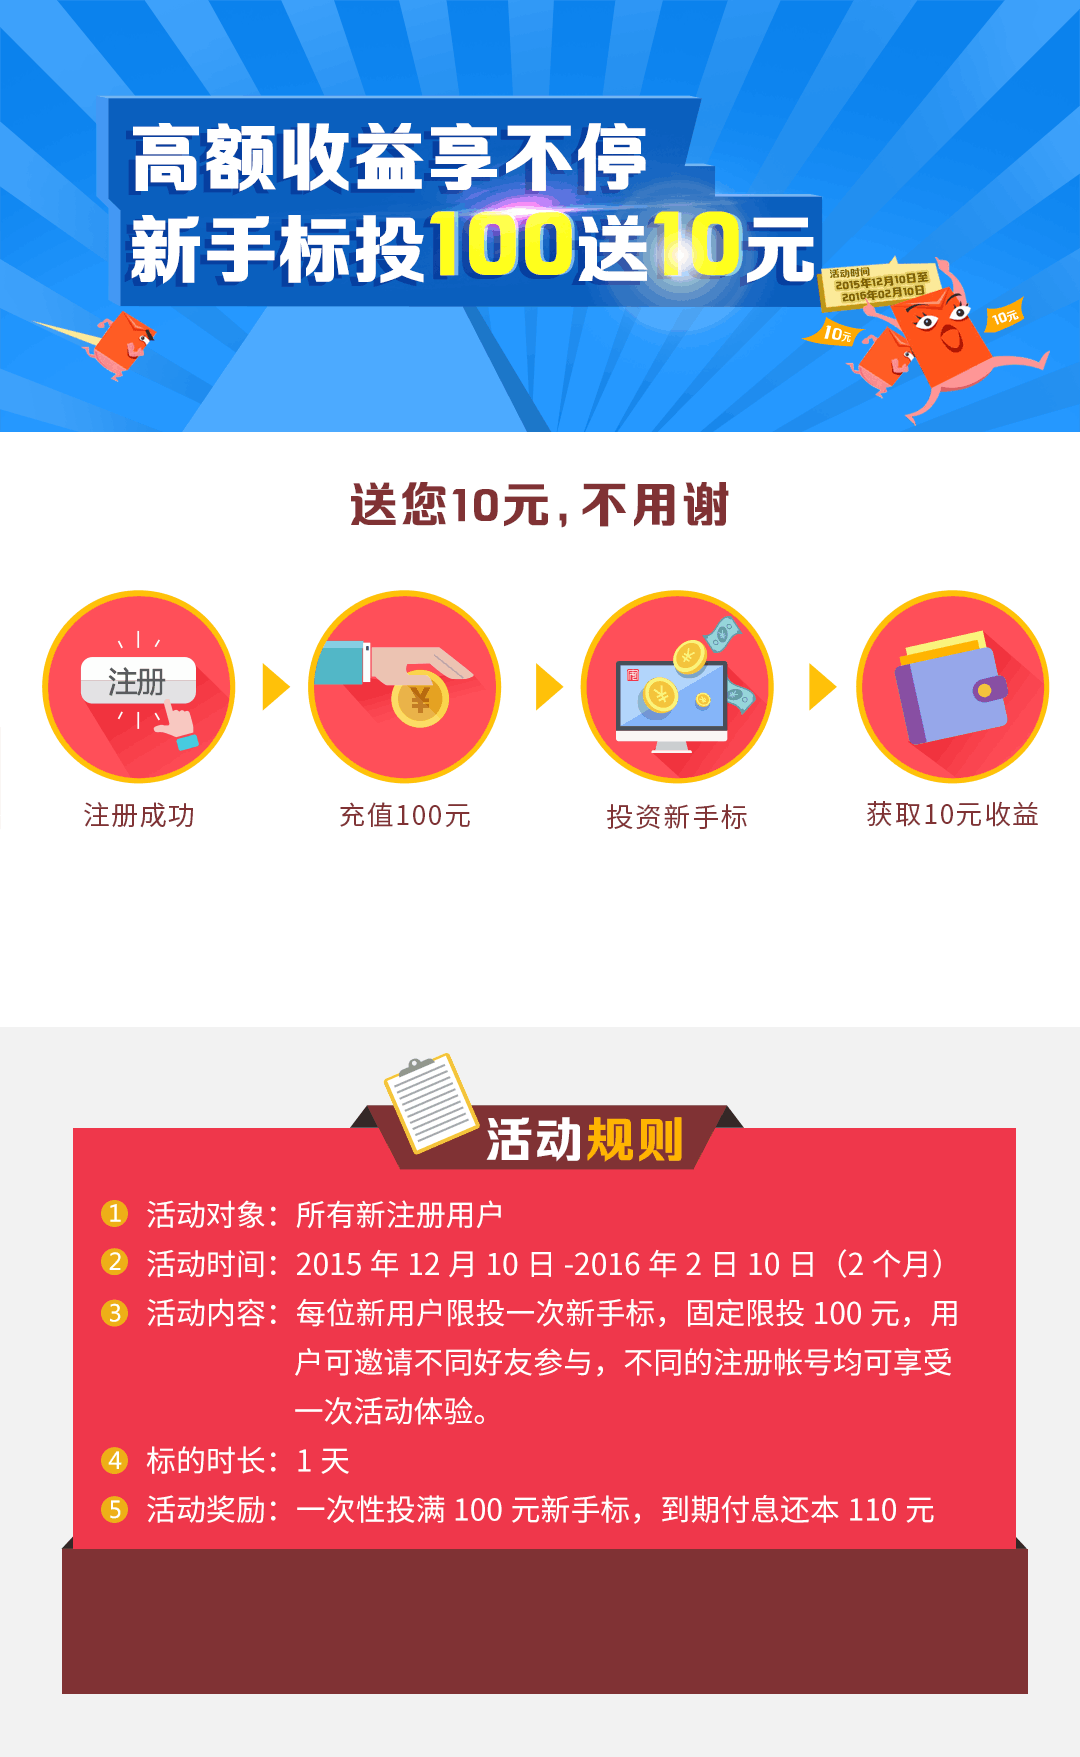 高额收益享不停
新手标投100送10元
活动时间
2015年12月10日至
2016年02月10日
10元
10元
送您10元，不用谢
注册
注册成功
充值100元
投资新手标
获取10元收益
活动规则
1 活动对象：所有新注册用户
2 活动时间：2015 年 12 月 10 日 -2016 年 2 日 10 日（2 个月）
3 活动内容：每位新用户限投一次新手标，固定限投 100 元，用
户可邀请不同好友参与，不同的注册帐号均可享受
一次活动体验。
4 标的时长：1 天
5 活动奖励：一次性投满 100 元新手标，到期付息还本 110 元